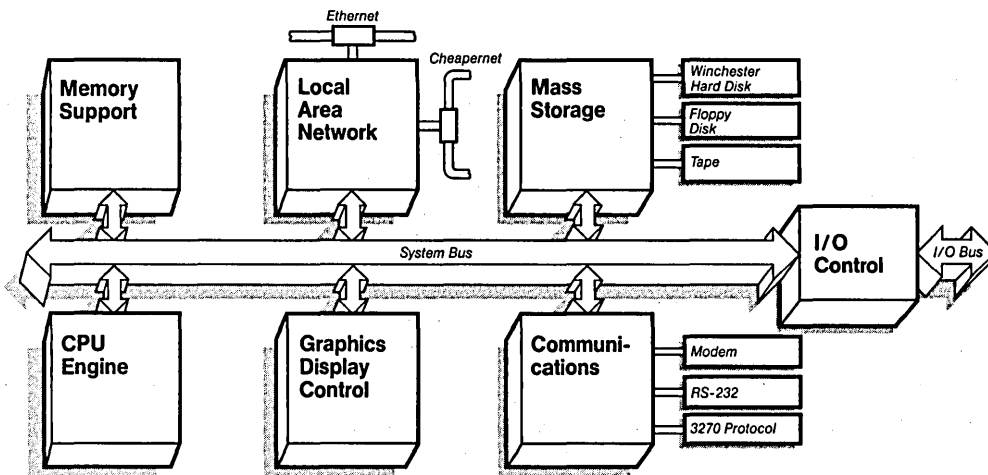 Ethernet
Cheapernet
Memory
Support
Local
Area
Network
Mass
Storage
Winchester
Hard Disk
Floppy
Disk
Tape
System Bus
I/O
Control
I/O Bus
CPU
Engine
Graphics
Display
Control
Communi-
cations
Modem
RS-232
3270 Protocol